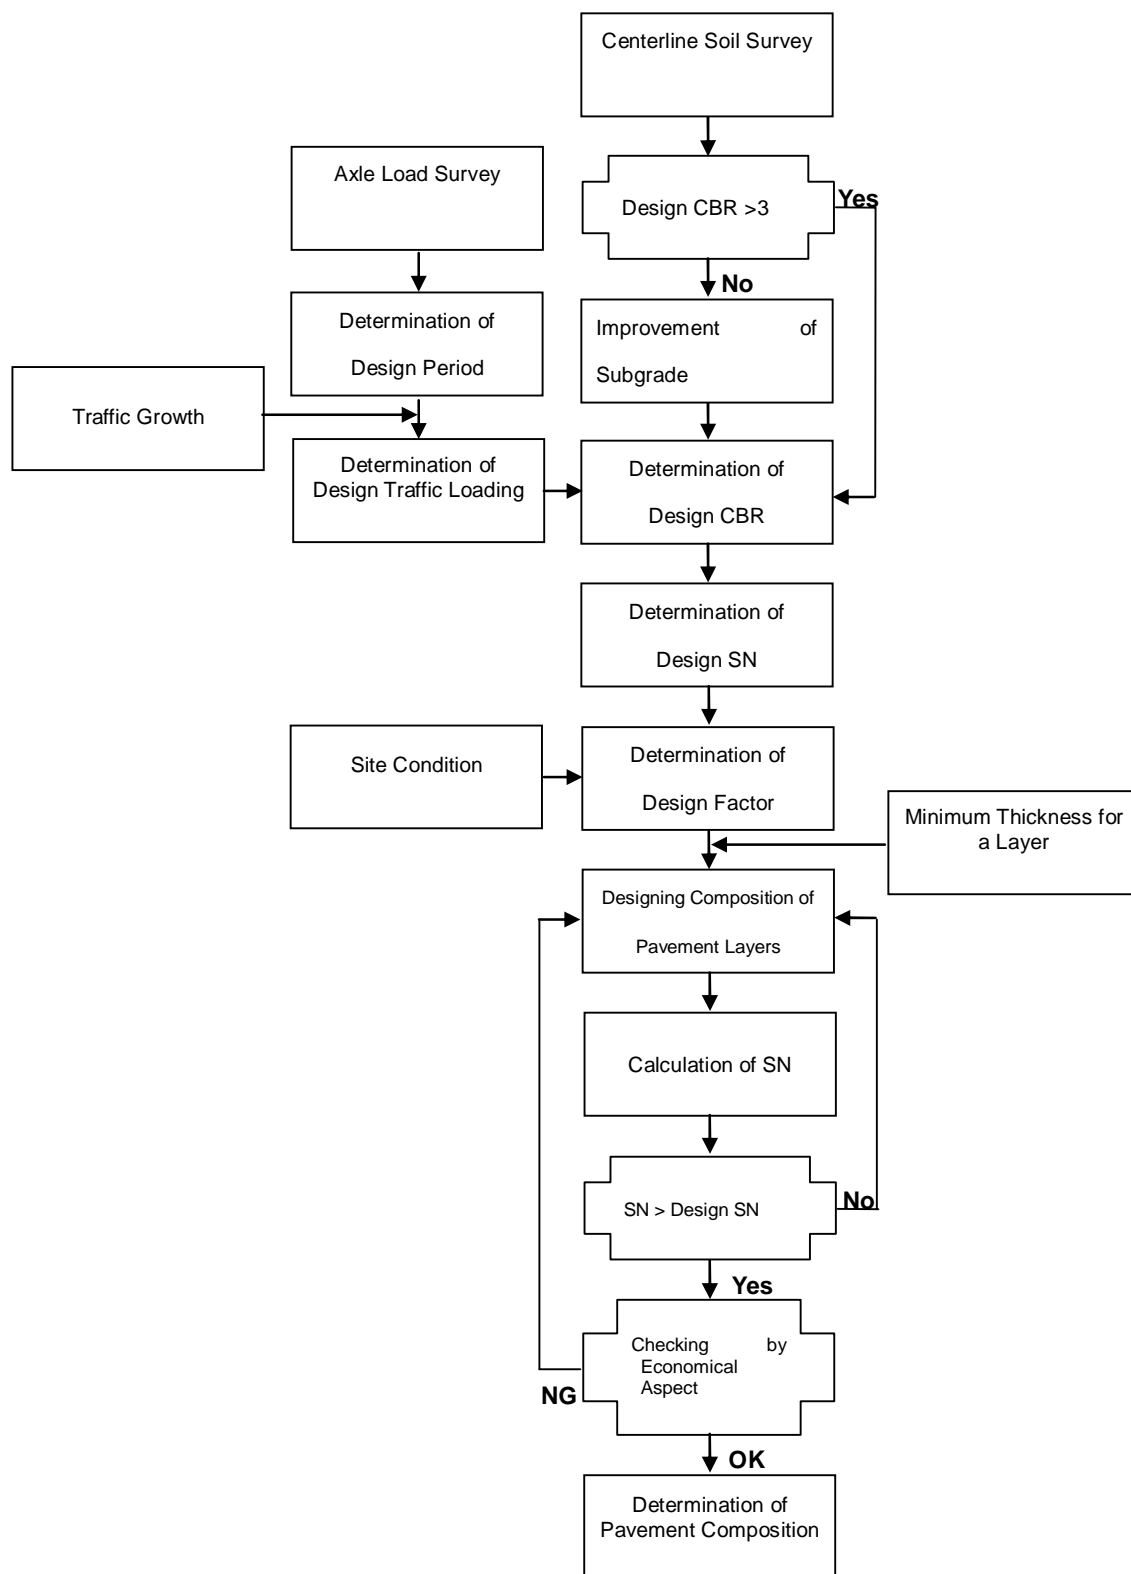 Centerline Soil Survey
Axle Load Survey
Design CBR >3
Yes
No
Determination of
Design Period
Improvement of
Subgrade
Traffic Growth
Determination of
Design Traffic Loading
Determination of
Design CBR
Determination of
Design SN
Site Condition
Determination of
Design Factor
Minimum Thickness for
a Layer
Designing Composition of
Pavement Layers
Calculation of SN
SN > Design SN
No
Yes
Checking by
Economical
Aspect
NG
OK
Determination of
Pavement Composition